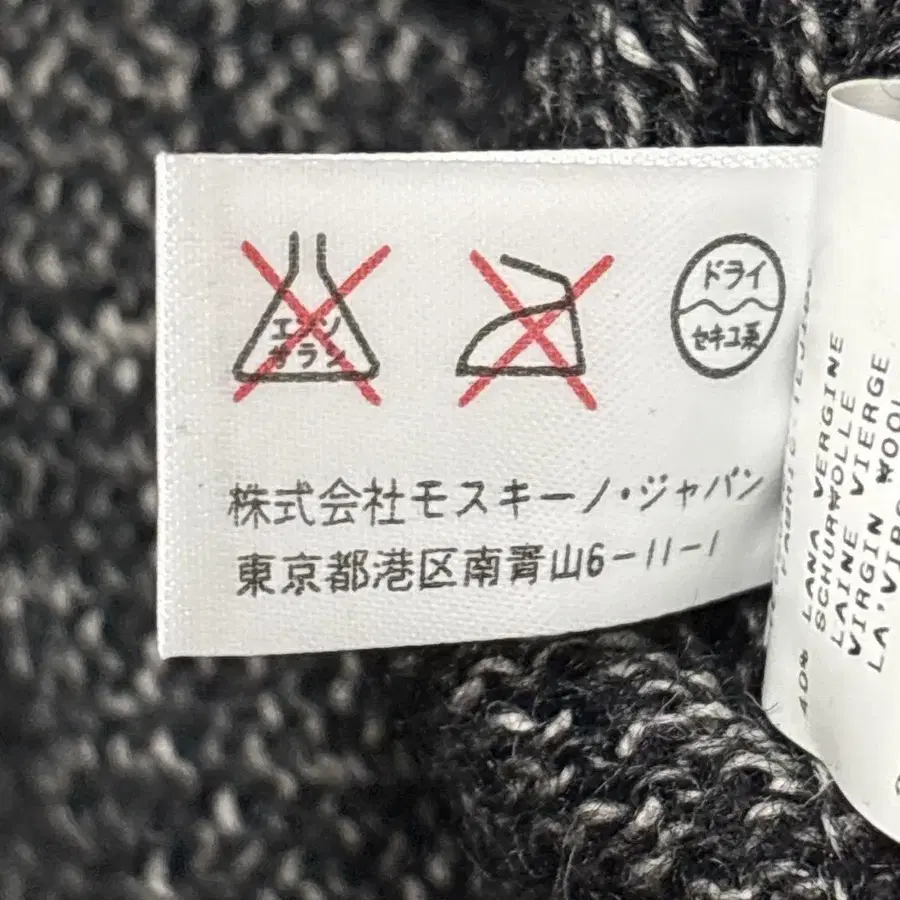 エンソ
サラシ
ドライ
セキユ系
株式会社モスキーノ・ジャパン
東京都港区南青山6-11-1
40%
LANA VERGINE
SCHURWOLLE
LAINE VIERGE
VIRGIN WOOL